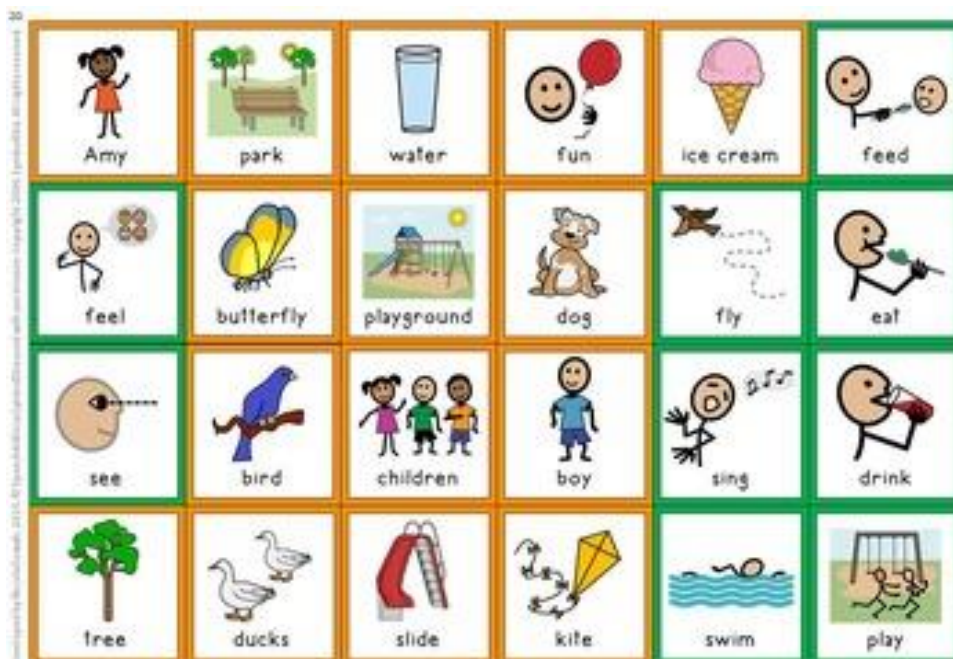 20
Amy park water fun ice cream feed
feel butterfly playground dog fly eat
see bird children boy sing drink
tree ducks slide kite swim play